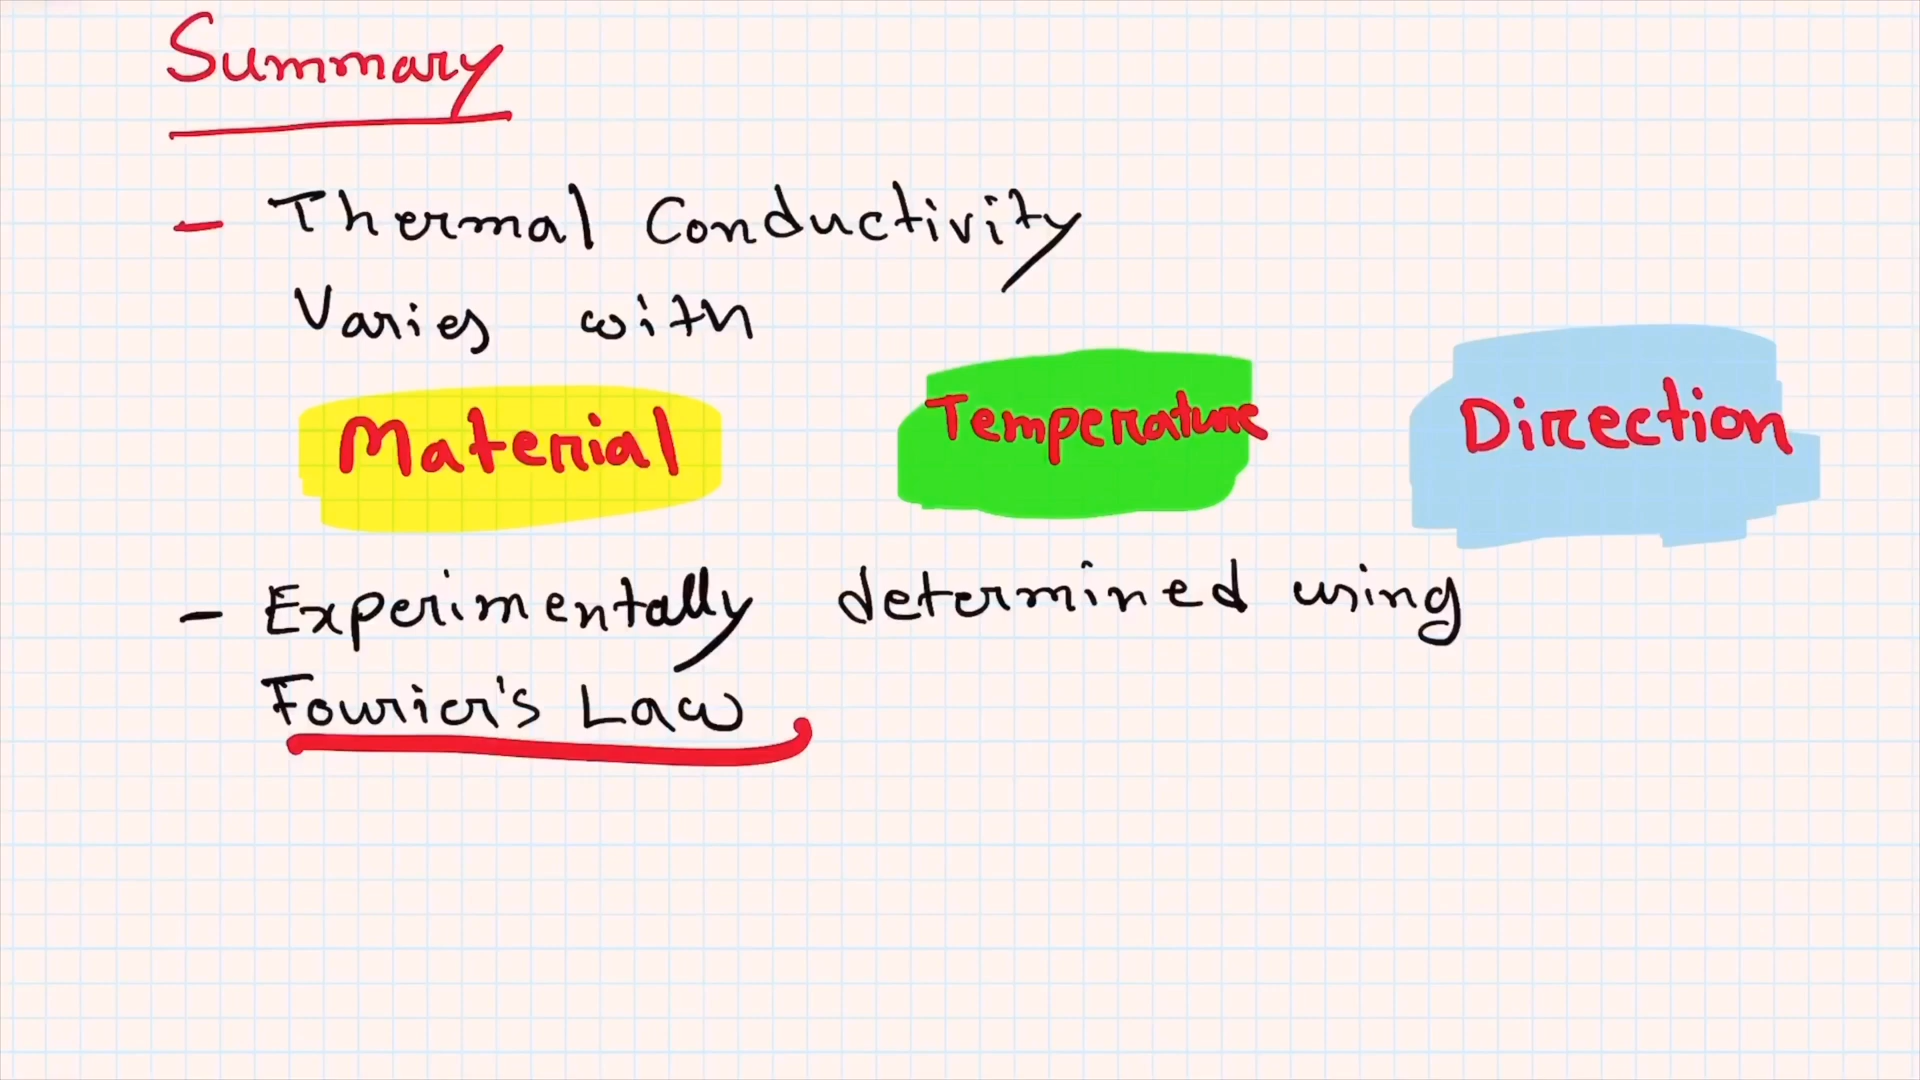 Summary
- Thermal Conductivity
Varies with
Material Temperature Direction
- Experimentally determined using
Fourier's Law